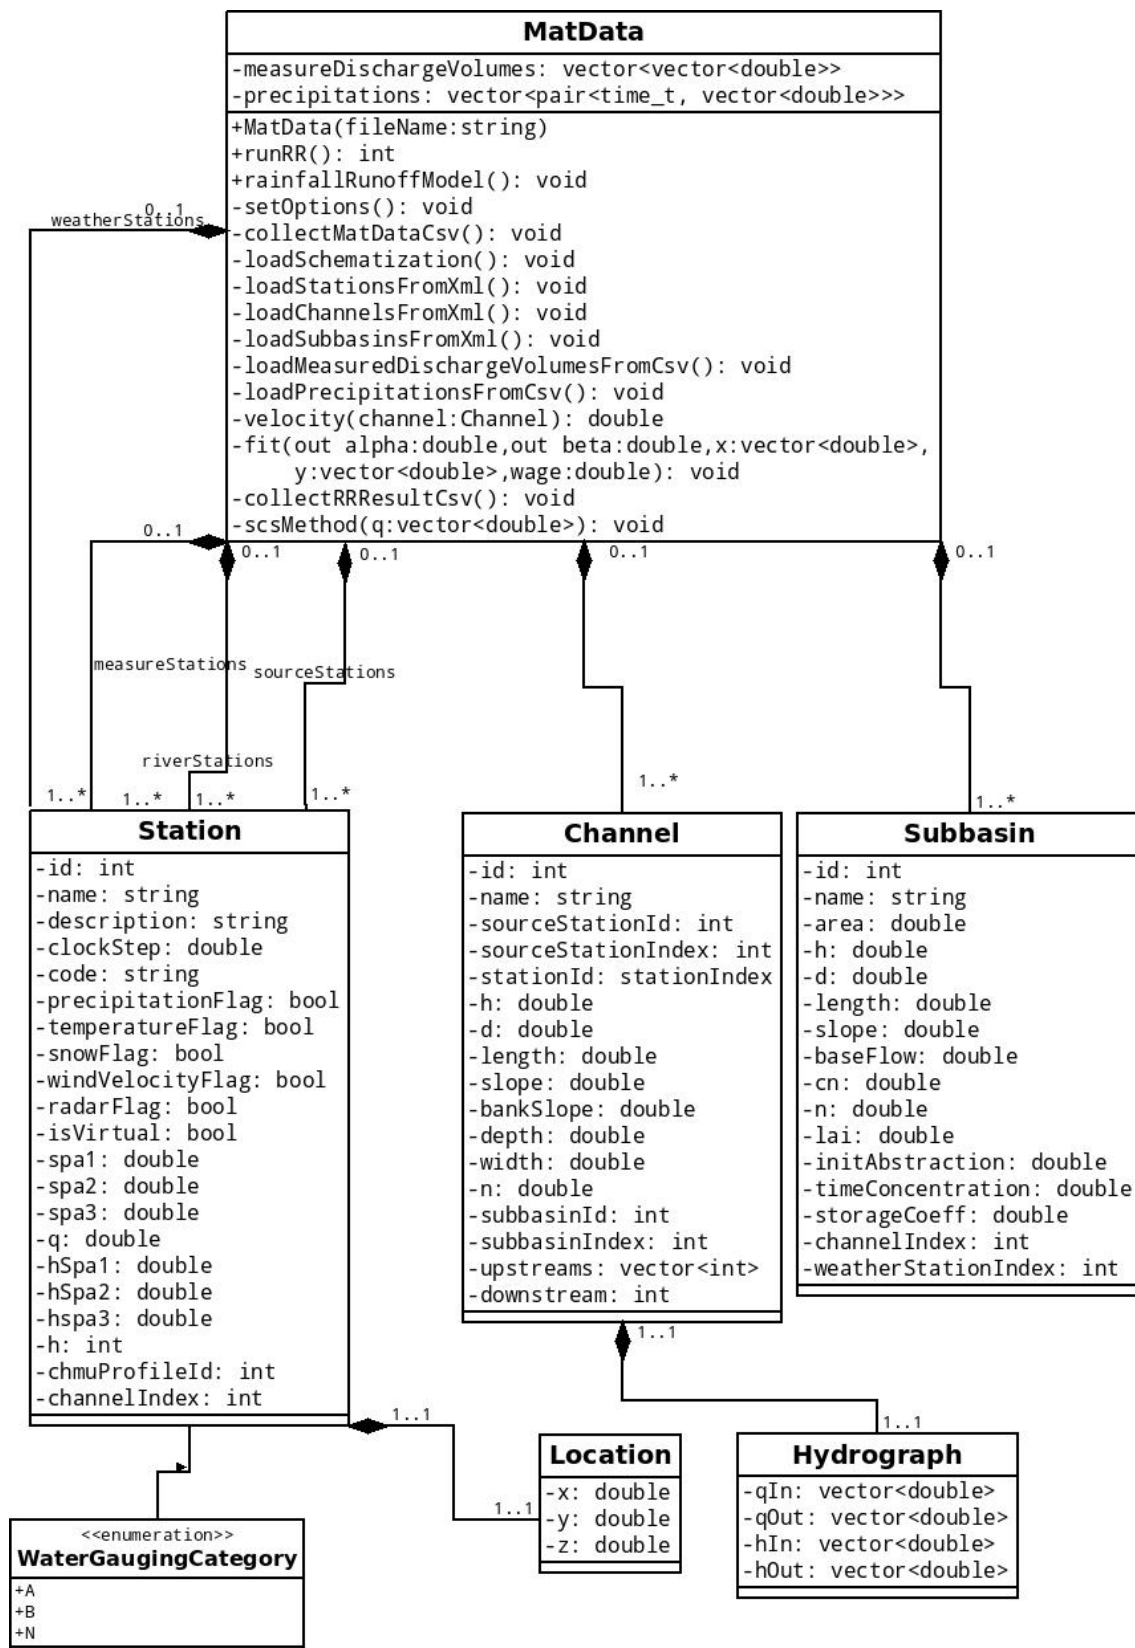 MatData
-measureDischargeVolumes: vector<vector<double>>
-precipitations: vector<pair<time_t, vector<double>>>
+MatData(fileName:string)
+runRR(): int
+rainfallRunoffModel(): void
-setOptions(): void
-collectMatDataCsv(): void
-loadSchematization(): void
-loadStationsFromXml(): void
-loadChannelsFromXml(): void
-loadSubbasinsFromXml(): void
-loadMeasuredDischargeVolumesFromCsv(): void
-loadPrecipitationsFromCsv(): void
-velocity(channel:Channel): double
-fit(out alpha:double,out beta:double,x:vector<double>,
y:vector<double>,wage:double): void
-collectRRResultCsv(): void
-scsMethod(q:vector<double>): void
0..1
weatherStations
0..1
0..1
0..1
0..1
0..1
measureStations
sourceStations
riverStations
1..*
1..*
1..*
1..*
1..*
1..*
Station
-id: int
-name: string
-description: string
-clockStep: double
-code: string
-precipitationFlag: bool
-temperatureFlag: bool
-snowFlag: bool
-windVelocityFlag: bool
-radarFlag: bool
-isVirtual: bool
-spa1: double
-spa2: double
-spa3: double
-q: double
-hSpa1: double
-hSpa2: double
-hspa3: double
-h: int
-chmuProfileId: int
-channelIndex: int
Channel
-id: int
-name: string
-sourceStationId: int
-sourceStationIndex: int
-stationId: stationIndex
-h: double
-d: double
-length: double
-slope: double
-bankSlope: double
-depth: double
-width: double
-n: double
-subbasinId: int
-subbasinIndex: int
-upstreams: vector<int>
-downstream: int
Subbasin
-id: int
-name: string
-area: double
-h: double
-d: double
-length: double
-slope: double
-baseFlow: double
-cn: double
-n: double
-lai: double
-initAbstraction: double
-timeConcentration: double
-storageCoeff: double
-channelIndex: int
-weatherStationIndex: int
1..1
1..1
1..1
1..1
Location
-x: double
-y: double
-z: double
Hydrograph
-qIn: vector<double>
-qOut: vector<double>
-hIn: vector<double>
-hOut: vector<double>
<<enumeration>>
WaterGaugingCategory
+A
+B
+N